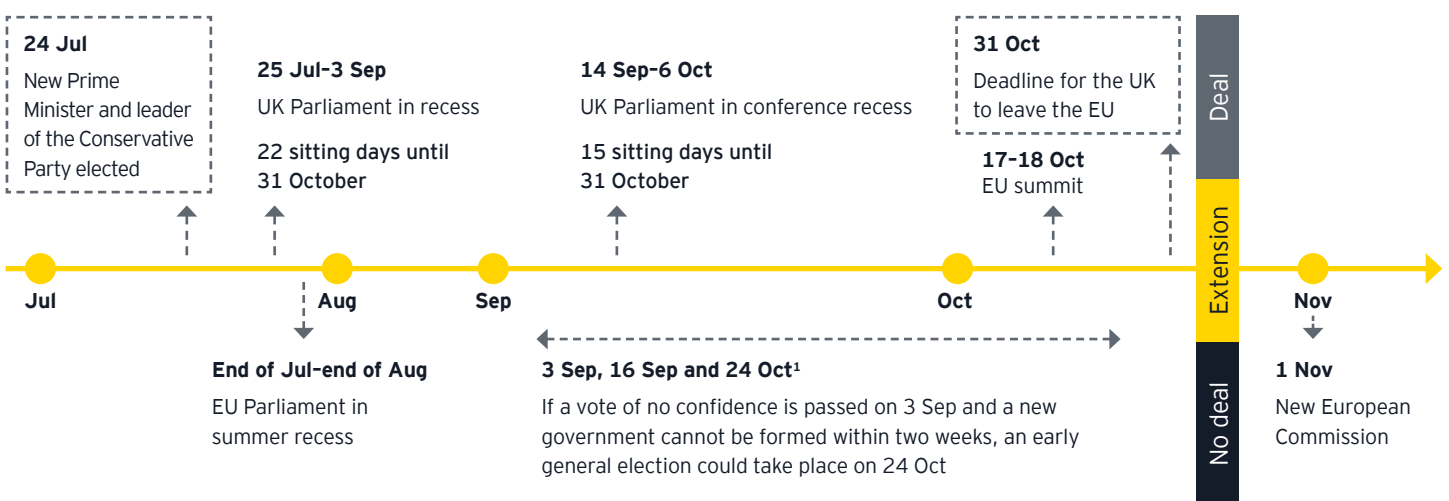 24 Jul
New Prime
Minister and leader
of the Conservative
Party elected
25 Jul–3 Sep
UK Parliament in recess
22 sitting days until
31 October
14 Sep–6 Oct
UK Parliament in conference recess
15 sitting days until
31 October
31 Oct
Deadline for the UK
to leave the EU
17–18 Oct
EU summit
Deal
Extension
No deal
Jul
Aug
Sep
Oct
Nov
End of Jul–end of Aug
EU Parliament in
summer recess
3 Sep, 16 Sep and 24 Oct¹
If a vote of no confidence is passed on 3 Sep and a new
government cannot be formed within two weeks, an early
general election could take place on 24 Oct
1 Nov
New European
Commission